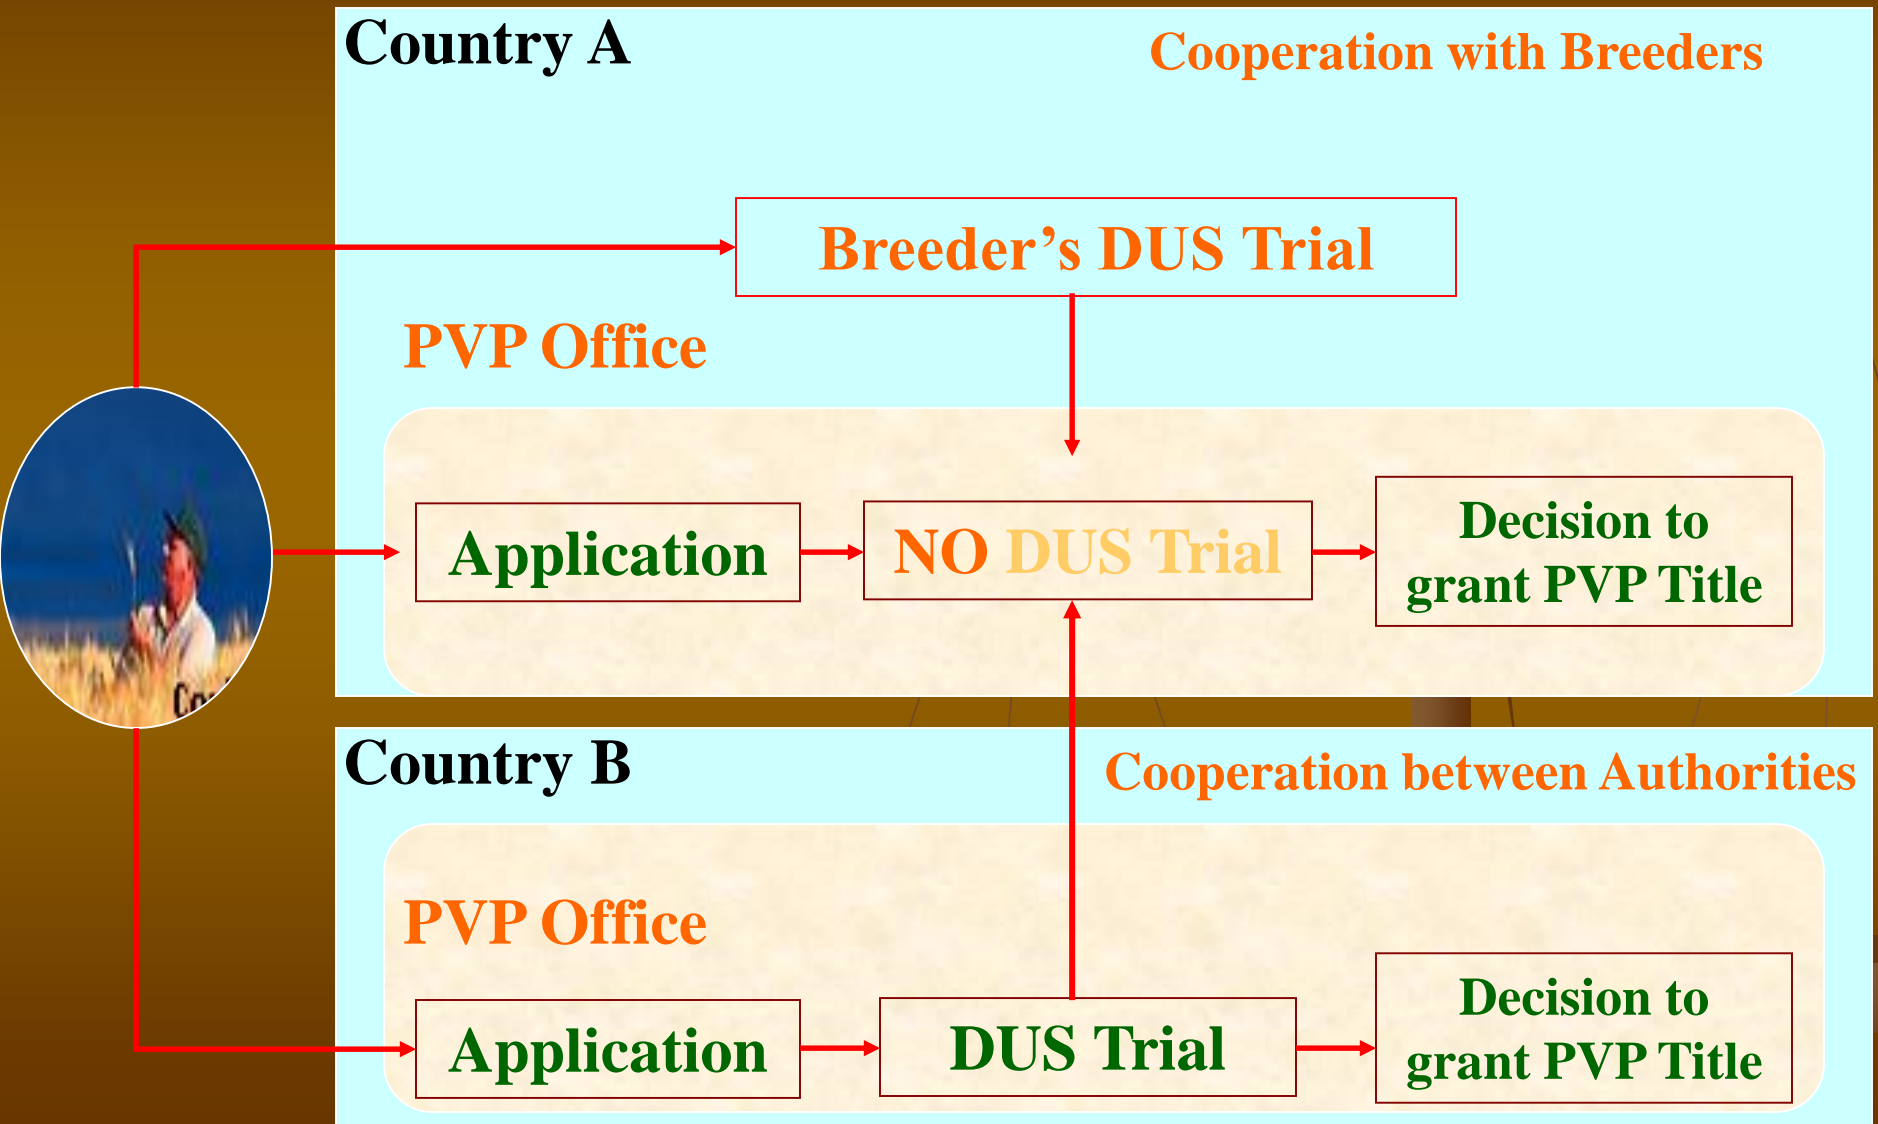 Country A
Cooperation with Breeders
Breeder’s DUS Trial
PVP Office
Application
NO DUS Trial
Decision to
grant PVP Title
Country B
Cooperation between Authorities
PVP Office
Application
DUS Trial
Decision to
grant PVP Title